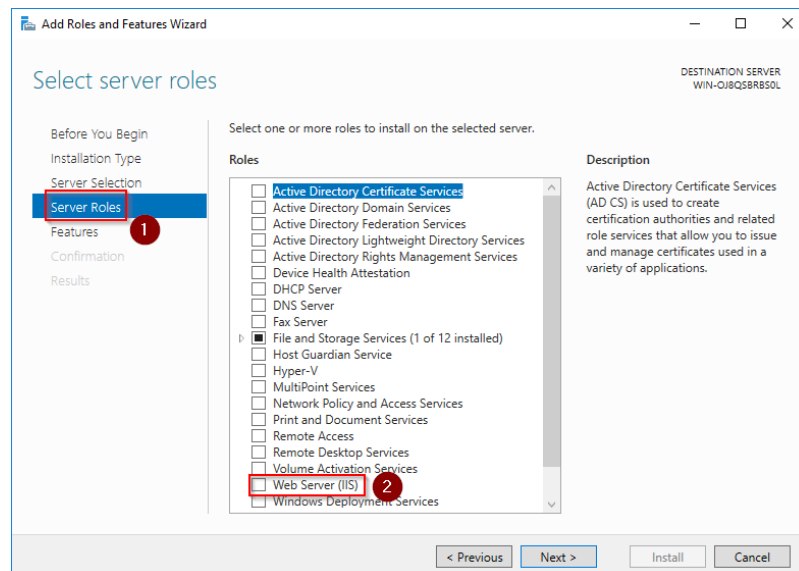 Add Roles and Features Wizard
Select server roles
DESTINATION SERVER
WIN-OJ8QSBRBS0L
Before You Begin
Installation Type
Server Selection
Server Roles
1
Features
Confirmation
Results
Select one or more roles to install on the selected server.
Roles
Active Directory Certificate Services
Active Directory Domain Services
Active Directory Federation Services
Active Directory Lightweight Directory Services
Active Directory Rights Management Services
Device Health Attestation
DHCP Server
DNS Server
Fax Server
File and Storage Services (1 of 12 installed)
Host Guardian Service
Hyper-V
MultiPoint Services
Network Policy and Access Services
Print and Document Services
Remote Access
Remote Desktop Services
Volume Activation Services
Web Server (IIS)
2
Windows Deployment Services
Description
Active Directory Certificate Services
(AD CS) is used to create
certification authorities and related
role services that allow you to issue
and manage certificates used in a
variety of applications.
< Previous
Next >
Install
Cancel